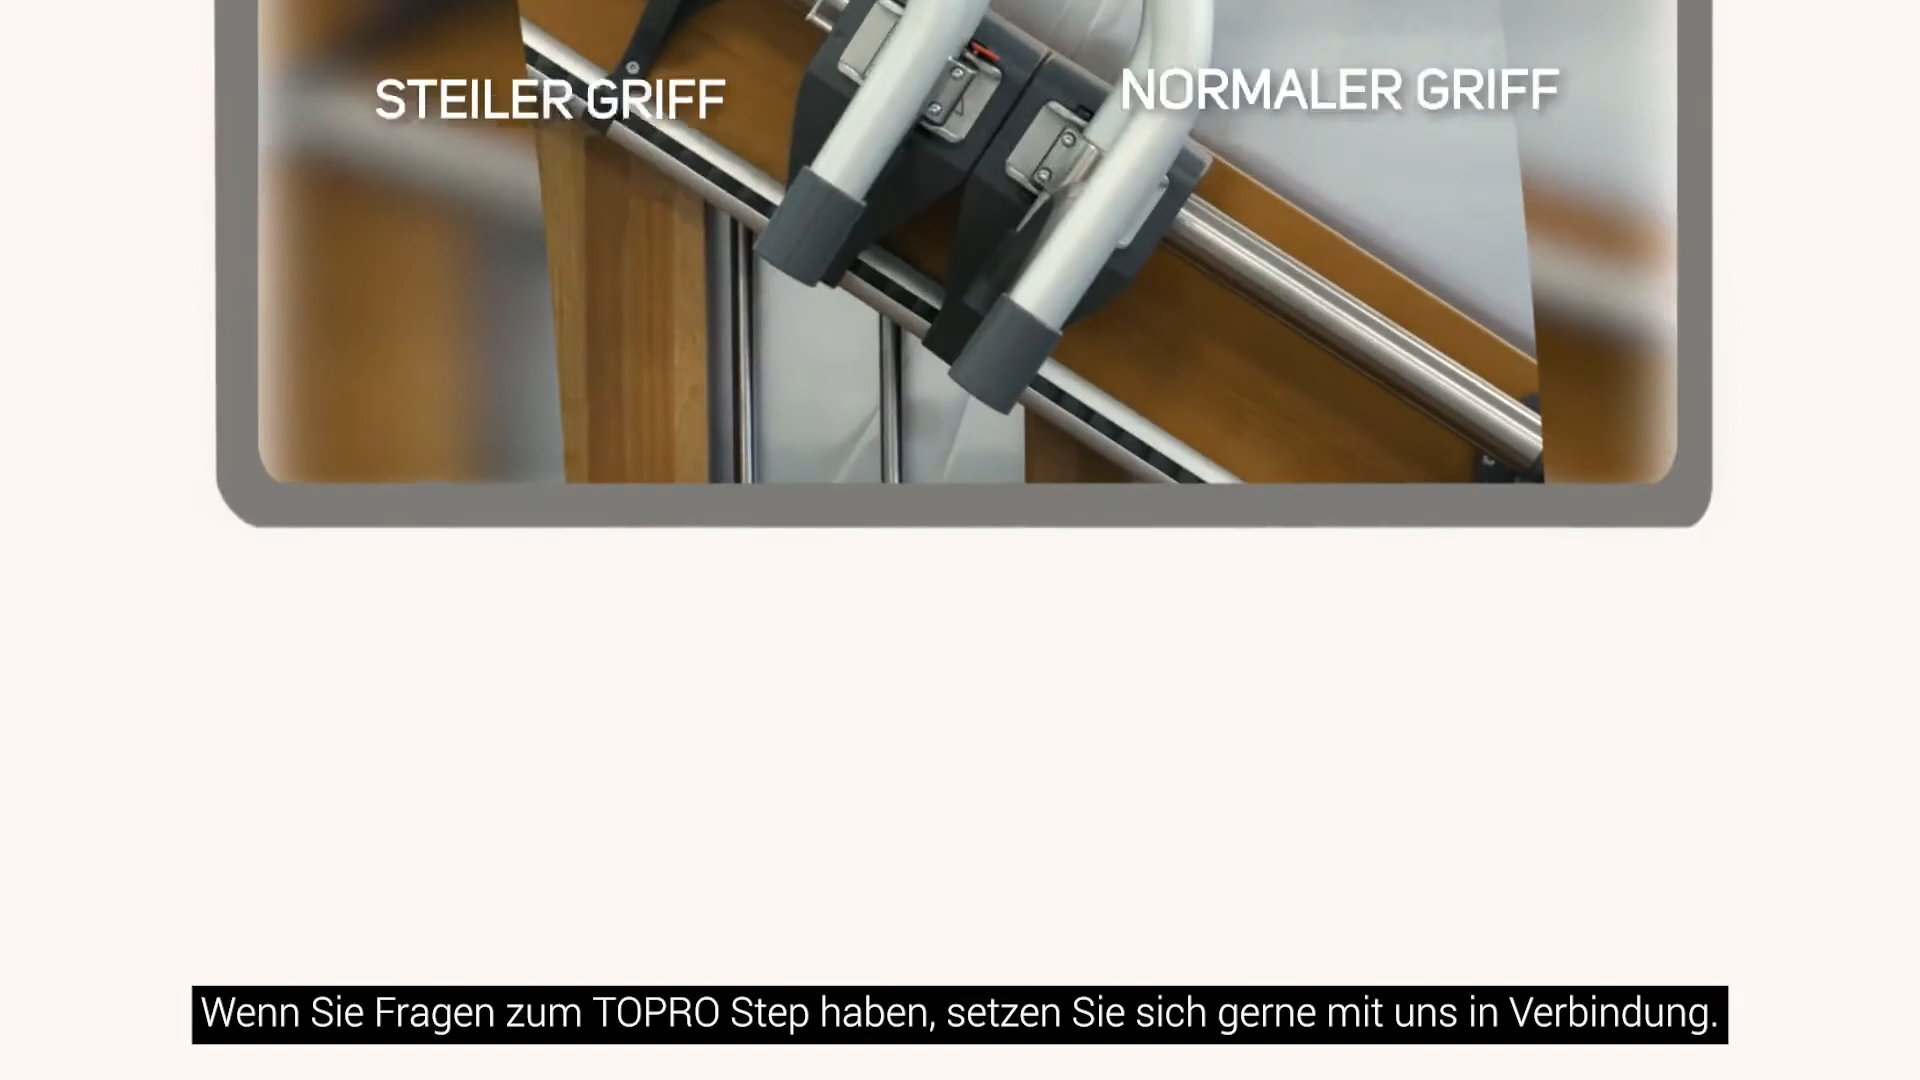 STEILER GRIFF
NORMALER GRIFF
Wenn Sie Fragen zum TOPRO Step haben, setzen Sie sich gerne mit uns in Verbindung.